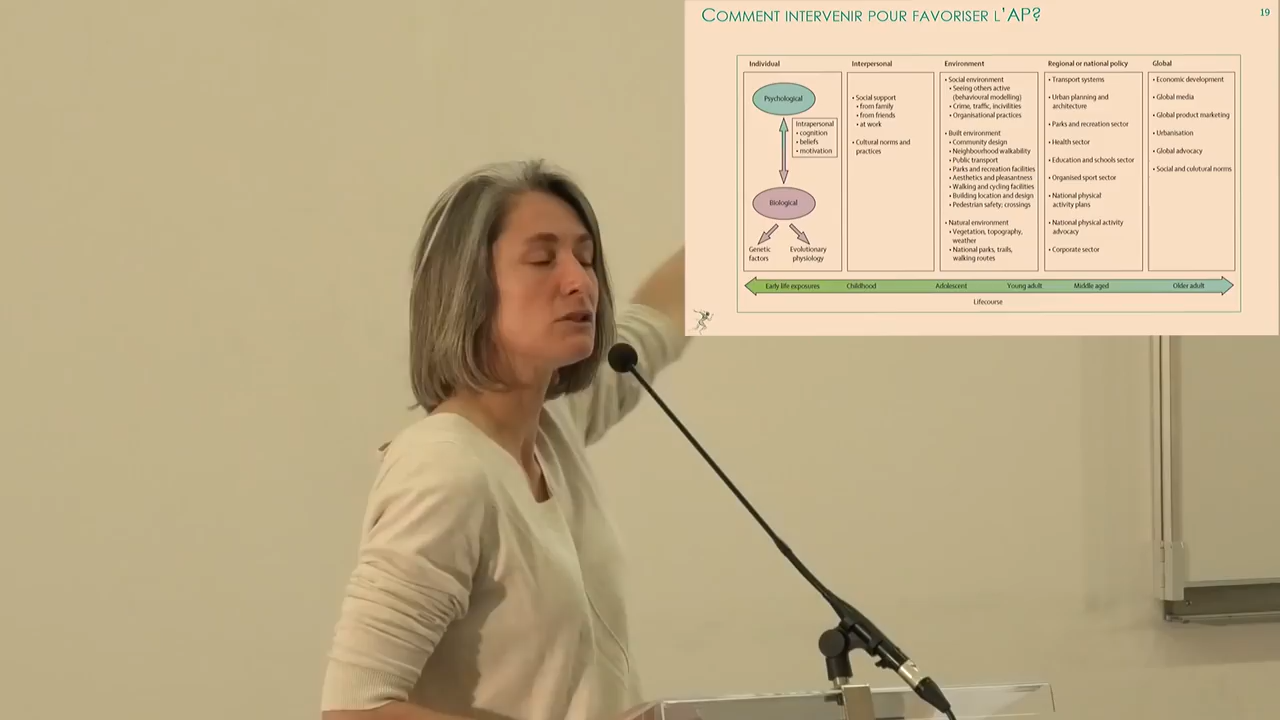 COMMENT INTERVENIR POUR FAVORISER L'AP?
19
Individual
Psychological
Intrapersonal
• cognition
• beliefs
• motivation
Biological
Genetic
factors
Evolutionary
physiology
Interpersonal
• Social support
• from family
• from friends
• at work
• Cultural norms and
practices
Environment
• Social environment
• Seeing others active
(behavioural modelling)
• Crime, traffic, incivilities
• Organisational practices
• Built environment
• Community design
• Neighbourhood walkability
• Public transport
• Parks and recreation facilities
• Aesthetics and pleasantness
• Walking and cycling facilities
• Building location and design
• Pedestrian safety; crossings
• Natural environment
• Vegetation, topography,
weather
• National parks, trails,
walking routes
Regional or national policy
• Transport systems
• Urban planning and
architecture
• Parks and recreation sector
• Health sector
• Education and schools sector
• Organised sport sector
• National physical
activity plans
• National physical activity
advocacy
• Corporate sector
Global
• Economic development
• Global media
• Global product marketing
• Urbanisation
• Global advocacy
• Social and culutural norms
Early life exposures
Childhood
Adolescent
Young adult
Middle aged
Older adult
Lifecourse